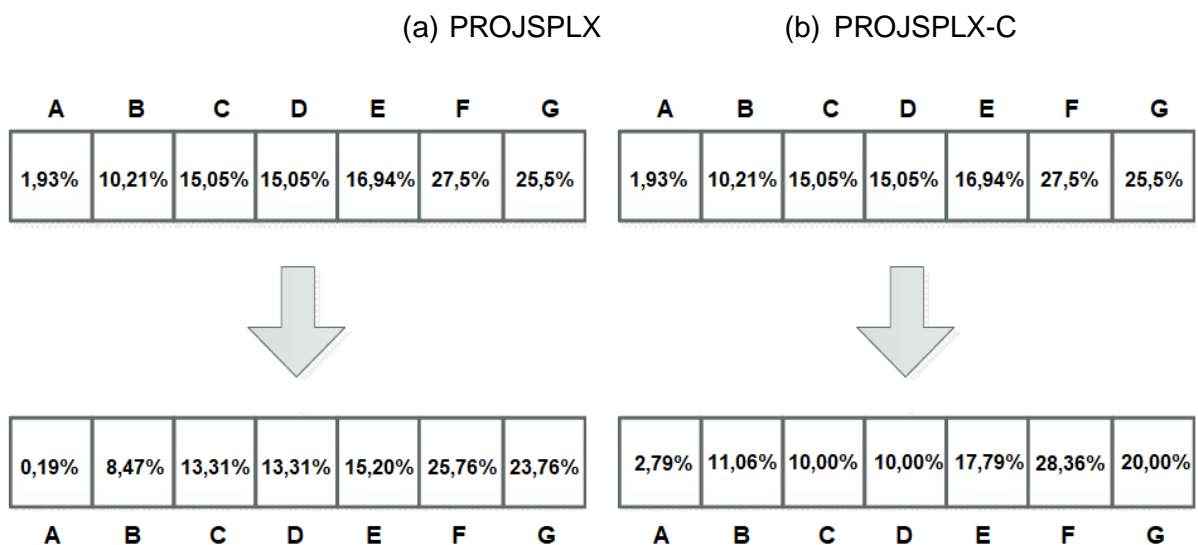 (a) PROJSPLX (b) PROJSPLX-C
A B C D E F G A B C D E F G
1,93% 10,21% 15,05% 15,05% 16,94% 27,5% 25,5% 1,93% 10,21% 15,05% 15,05% 16,94% 27,5% 25,5%
0,19% 8,47% 13,31% 13,31% 15,20% 25,76% 23,76% 2,79% 11,06% 10,00% 10,00% 17,79% 28,36% 20,00%
A B C D E F G A B C D E F G